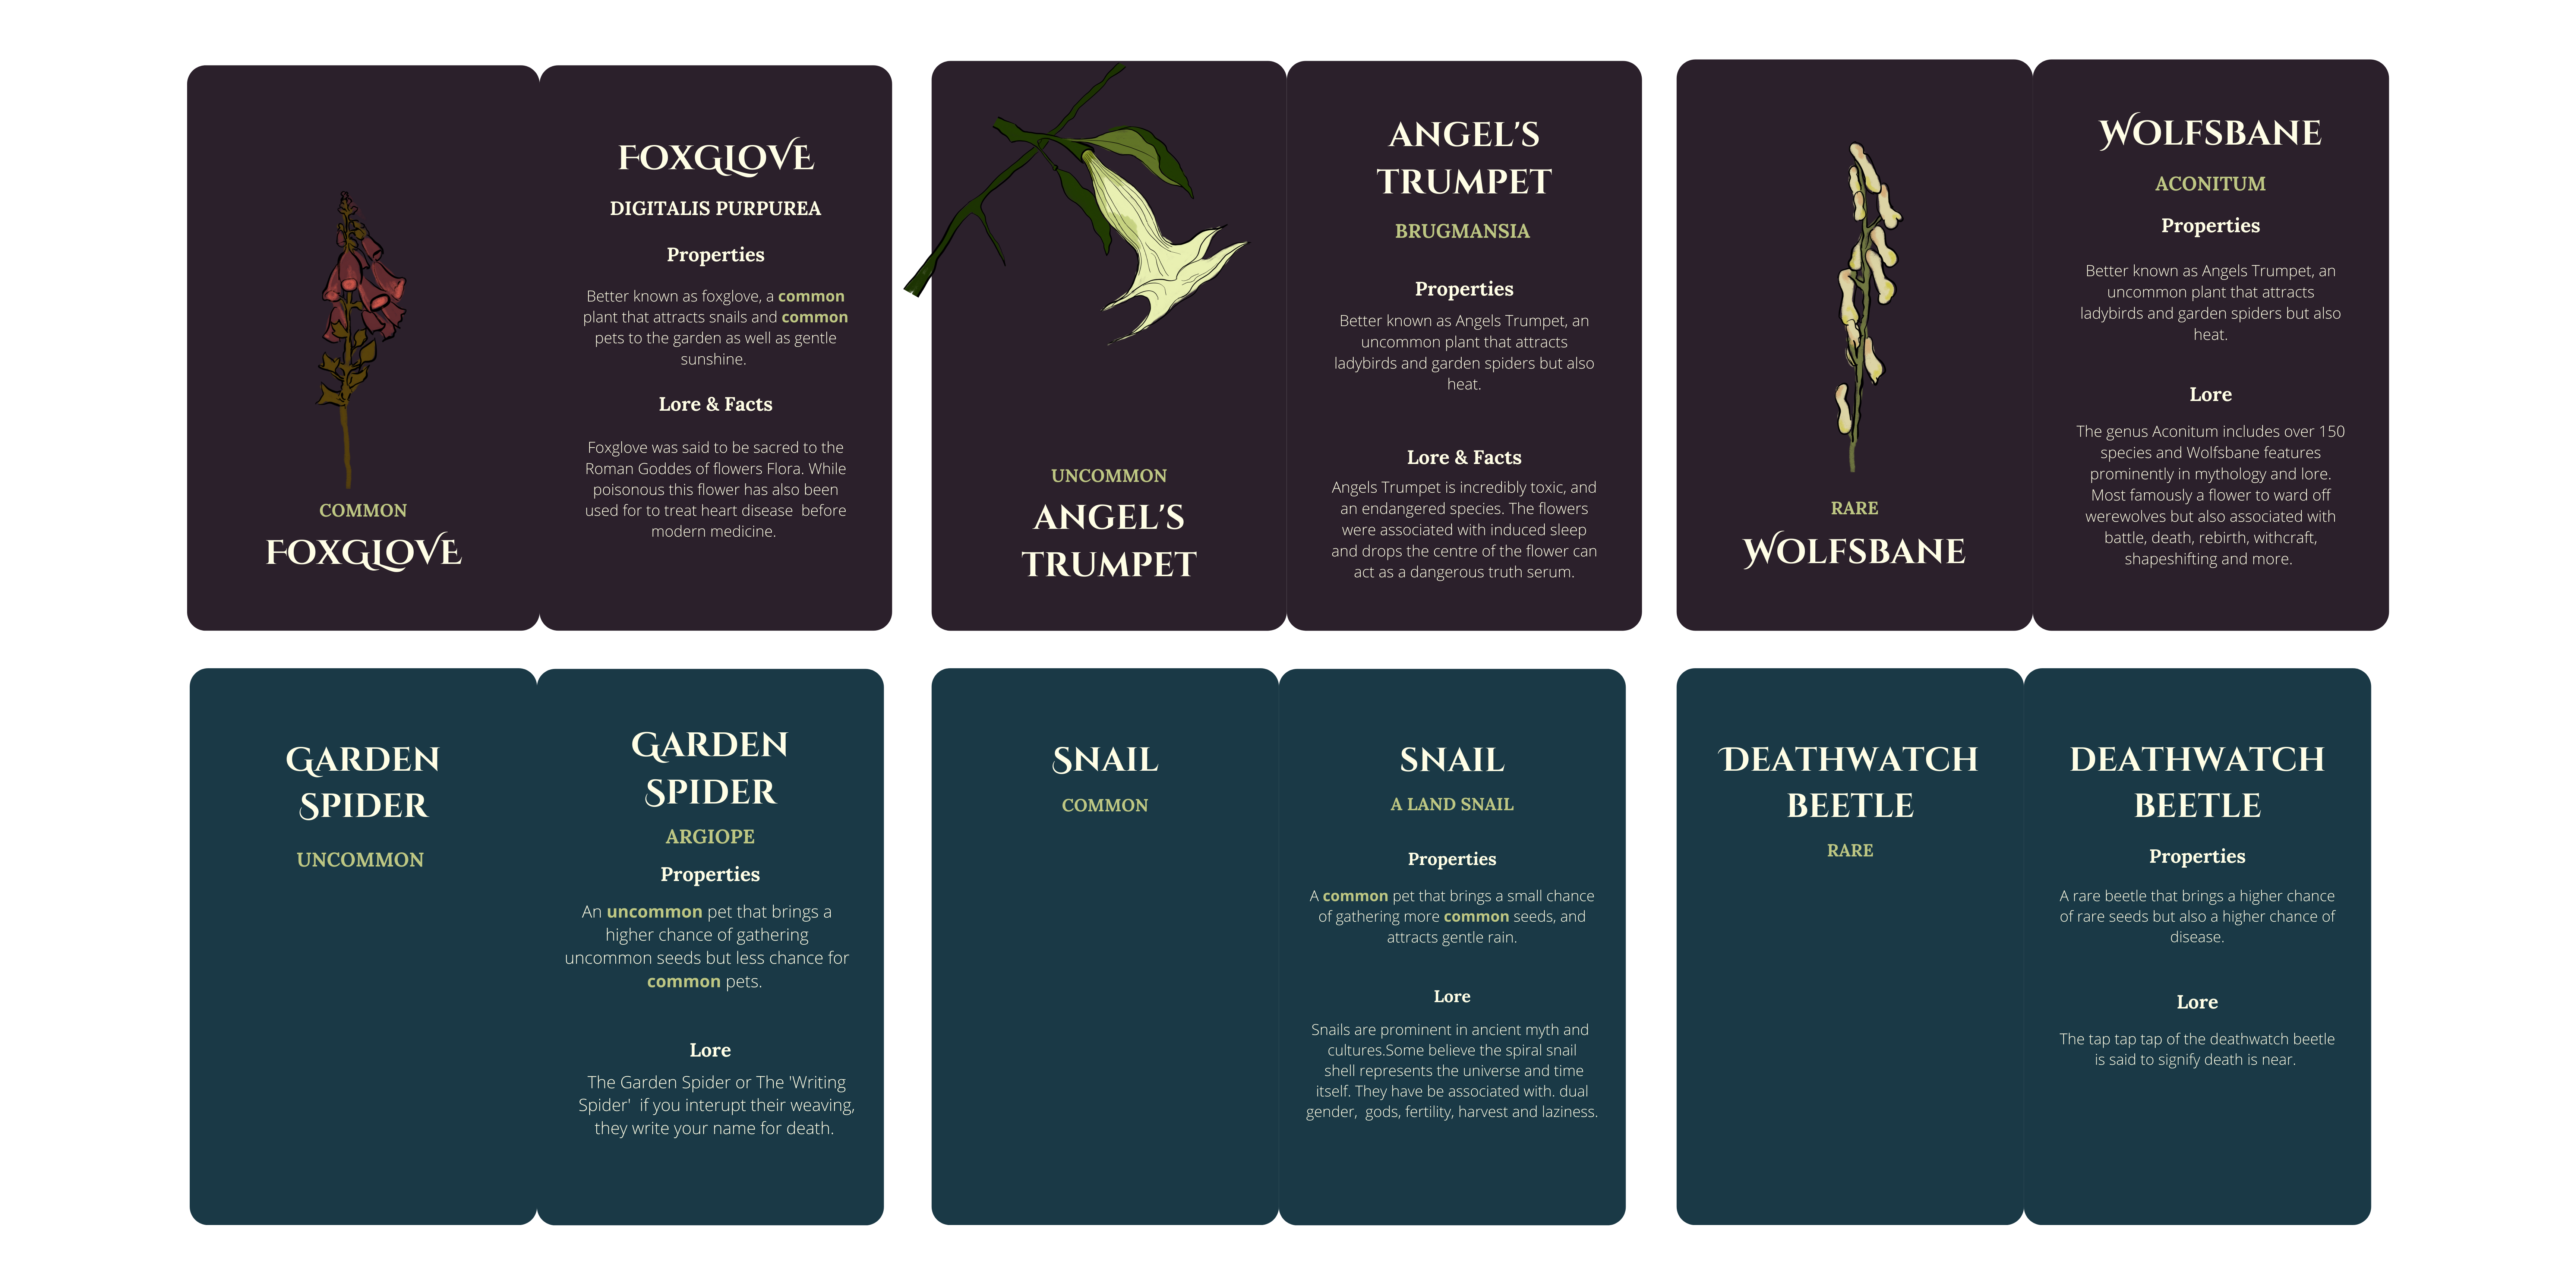 COMMON
FOXGLOVE
FOXGLOVE
DIGITALIS PURPUREA
Properties
Better known as foxglove, a common
plant that attracts snails and common
pets to the garden as well as gentle
sunshine.
Lore & Facts
Foxglove was said to be sacred to the
Roman Goddes of flowers Flora. While
poisonous this flower has also been
used for to treat heart disease  before
modern medicine.
UNCOMMON
ANGEL'S
TRUMPET
ANGEL'S
TRUMPET
BRUGMANSIA
Properties
Better known as Angels Trumpet, an
uncommon plant that attracts
ladybirds and garden spiders but also
heat.
Lore & Facts
Angels Trumpet is incredibly toxic, and
an endangered species. The flowers
were associated with induced sleep
and drops the centre of the flower can
act as a dangerous truth serum.
RARE
WOLFSBANE
WOLFSBANE
ACONITUM
Properties
Better known as Angels Trumpet, an
uncommon plant that attracts
ladybirds and garden spiders but also
heat.
Lore
The genus Aconitum includes over 150
species and Wolfsbane features
prominently in mythology and lore.
Most famously a flower to ward off
werewolves but also associated with
battle, death, rebirth, withcraft,
shapeshifting and more.
GARDEN
SPIDER
UNCOMMON
GARDEN
SPIDER
ARGIOPE
Properties
An uncommon pet that brings a
higher chance of gathering
uncommon seeds but less chance for
common pets.
Lore
The Garden Spider or The 'Writing
Spider'  if you interupt their weaving,
they write your name for death.
SNAIL
COMMON
SNAIL
A LAND SNAIL
Properties
A common pet that brings a small chance
of gathering more common seeds, and
attracts gentle rain.
Lore
Snails are prominent in ancient myth and
cultures.Some believe the spiral snail
shell represents the universe and time
itself. They have be associated with. dual
gender,  gods, fertility, harvest and laziness.
DEATHWATCH
BEETLE
RARE
DEATHWATCH
BEETLE
Properties
A rare beetle that brings a higher chance
of rare seeds but also a higher chance of
disease.
Lore
The tap tap tap of the deathwatch beetle
is said to signify death is near.